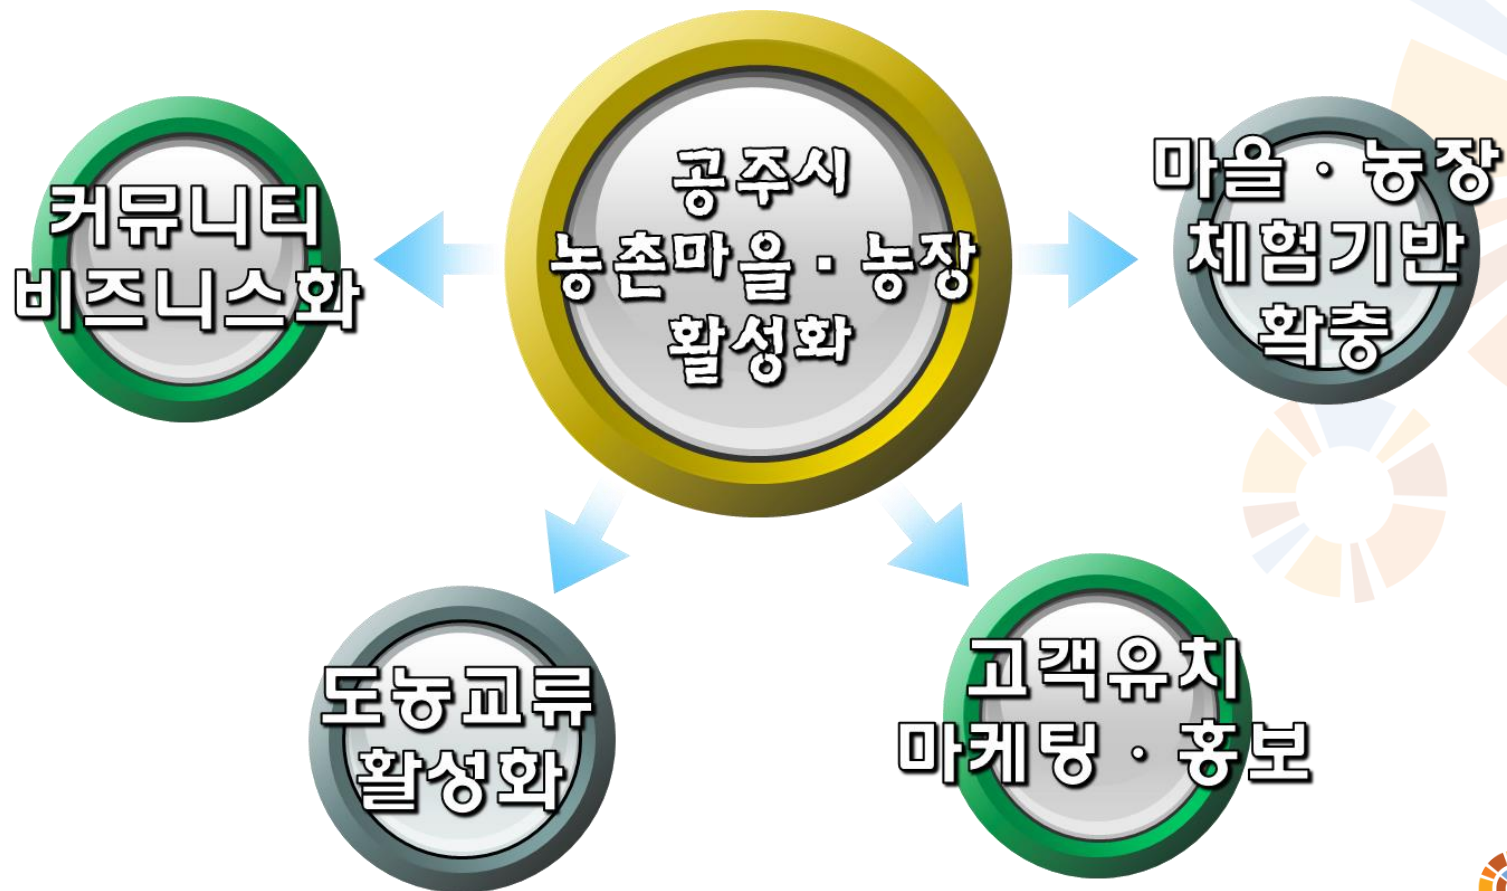 공주시
농촌마을·농장
활성화
커뮤니티
비즈니스화
마을·농장
체험기반
확충
도농교류
활성화
고객유치
마케팅·홍보